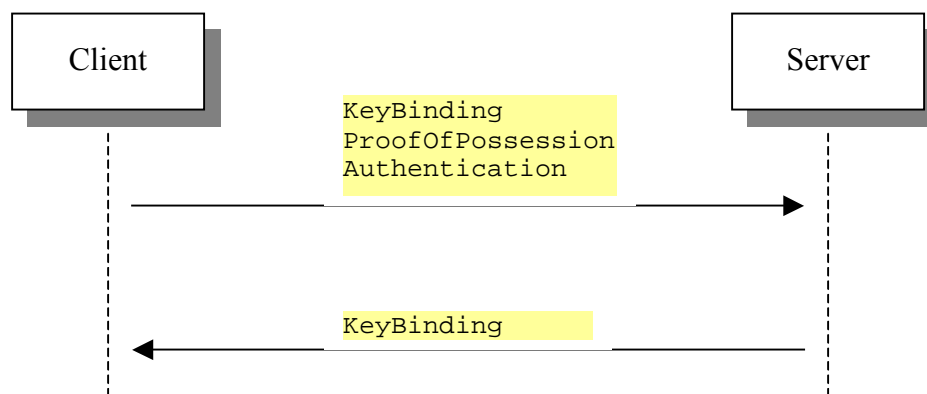 Client
Server
KeyBinding
ProofOfPossession
Authentication
KeyBinding